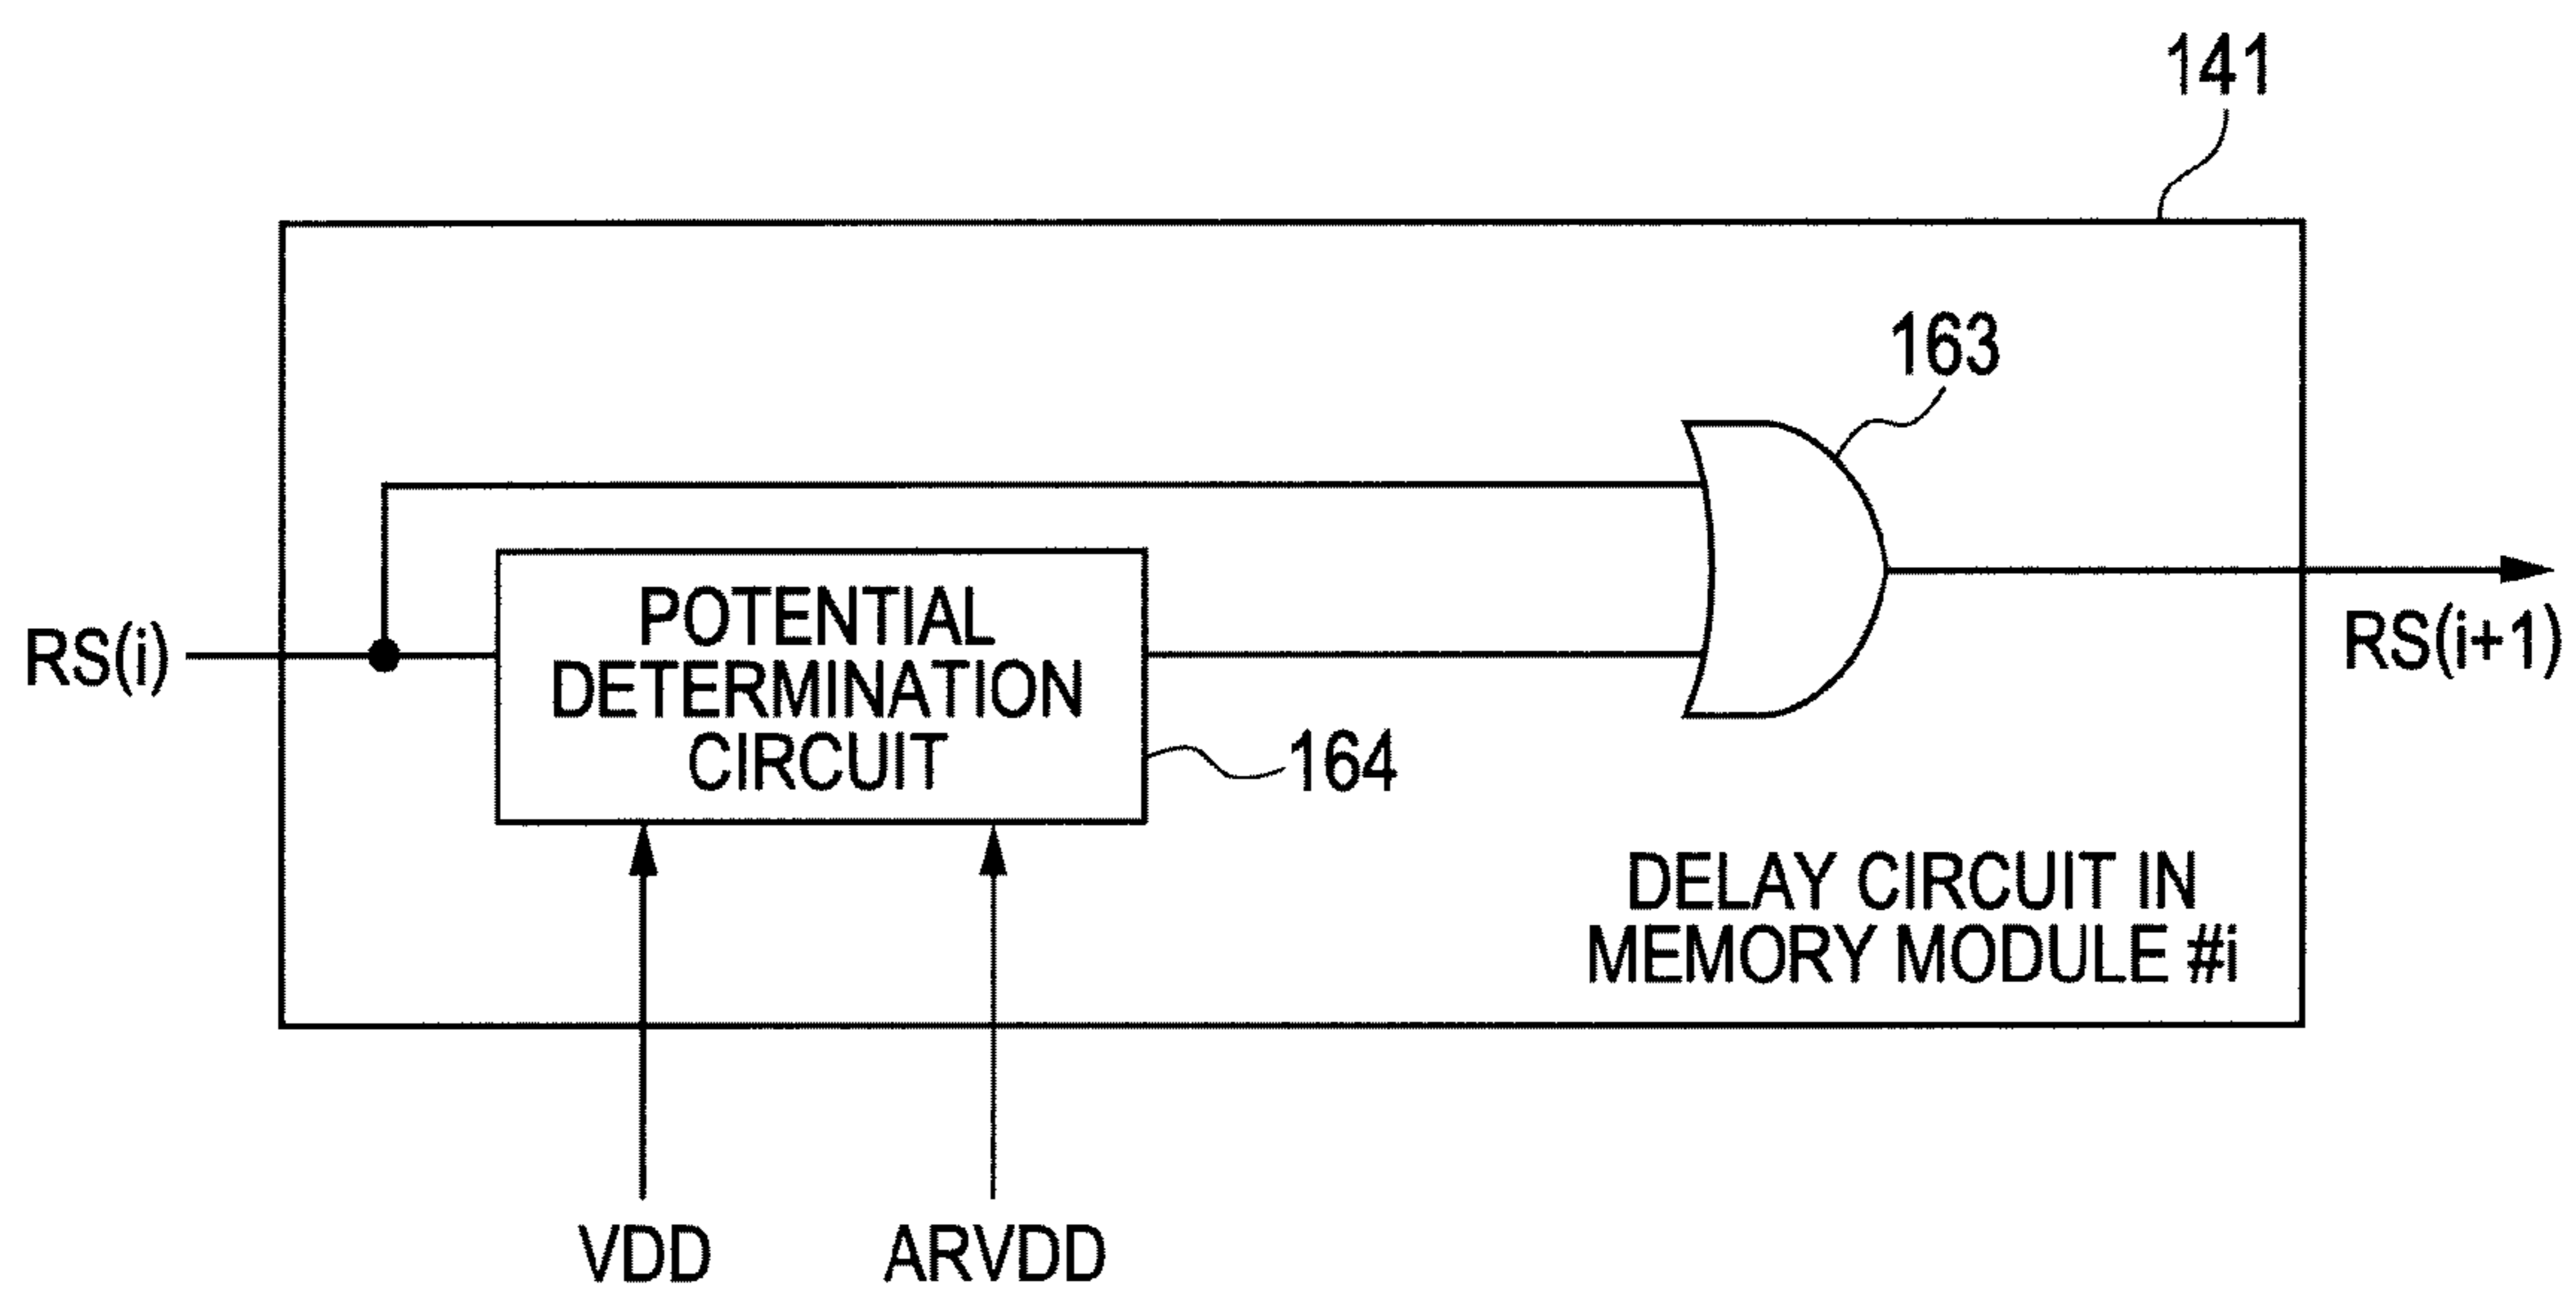 141
163
POTENTIAL
DETERMINATION
CIRCUIT
RS(i)
RS(i+1)
164
DELAY CIRCUIT IN
MEMORY MODULE #i
VDD
ARVDD